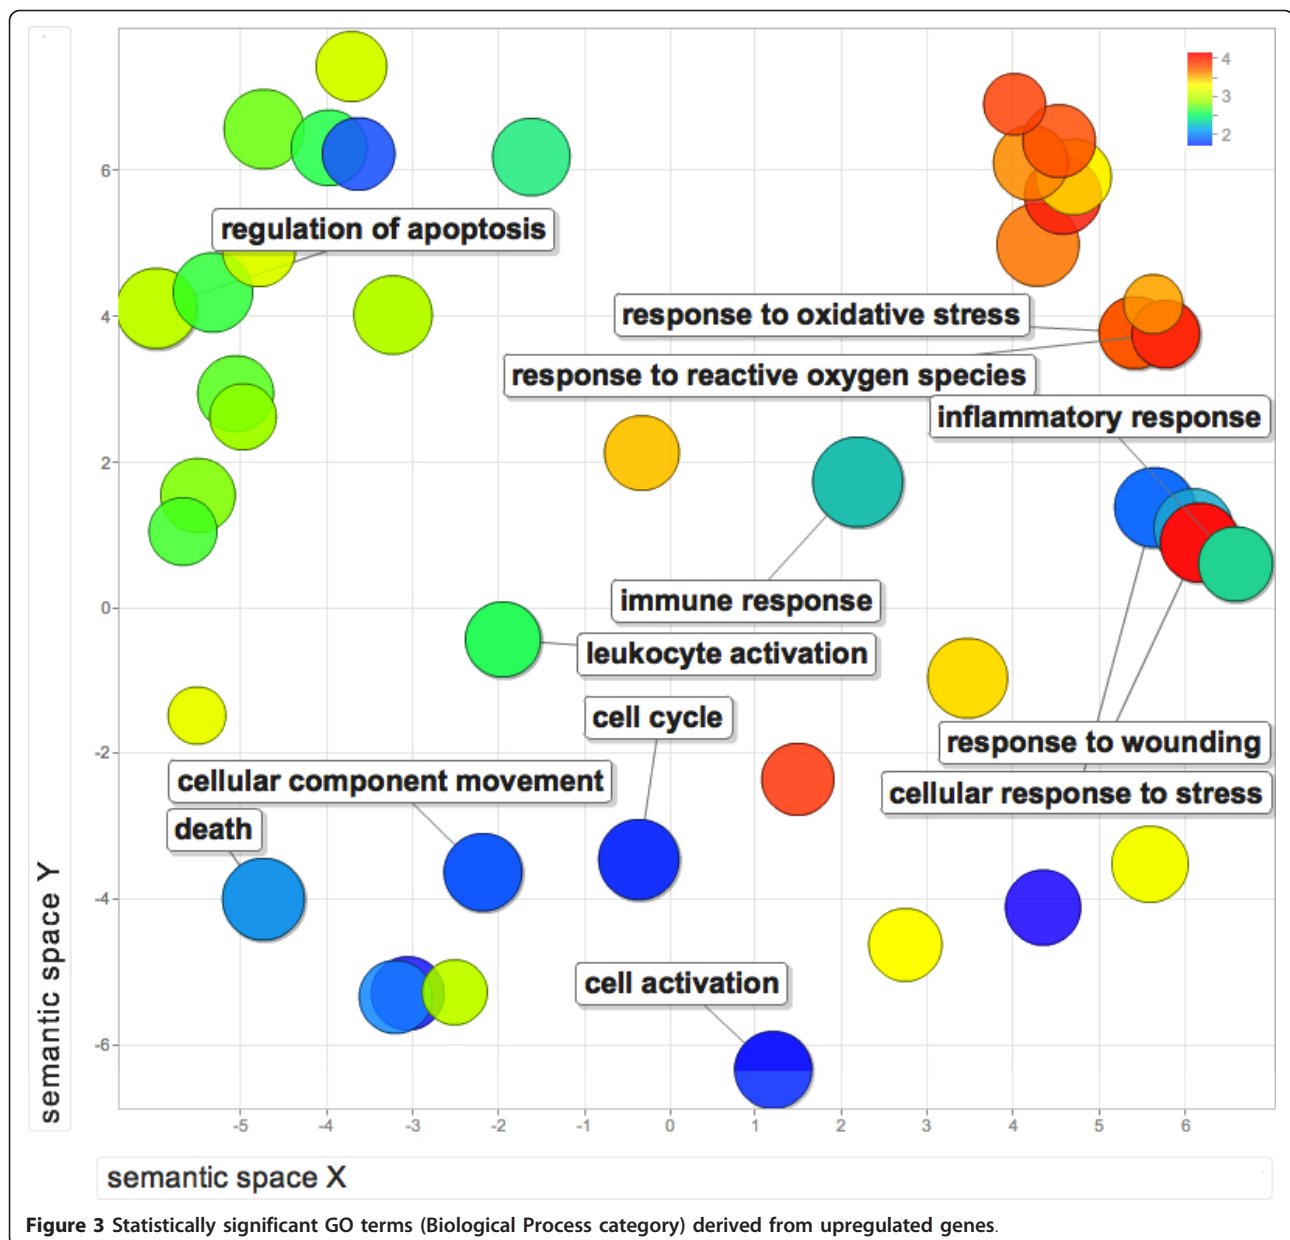 4
3
2
6
regulation of apoptosis
4
response to oxidative stress
response to reactive oxygen species
inflammatory response
2
immune response
0
leukocyte activation
cell cycle
-2
response to wounding
cellular component movement
cellular response to stress
death
-4
cell activation
-6
semantic space Y
-5 -4 -3 -2 -1 0 1 2 3 4 5 6
semantic space X
Figure 3 Statistically significant GO terms (Biological Process category) derived from upregulated genes.